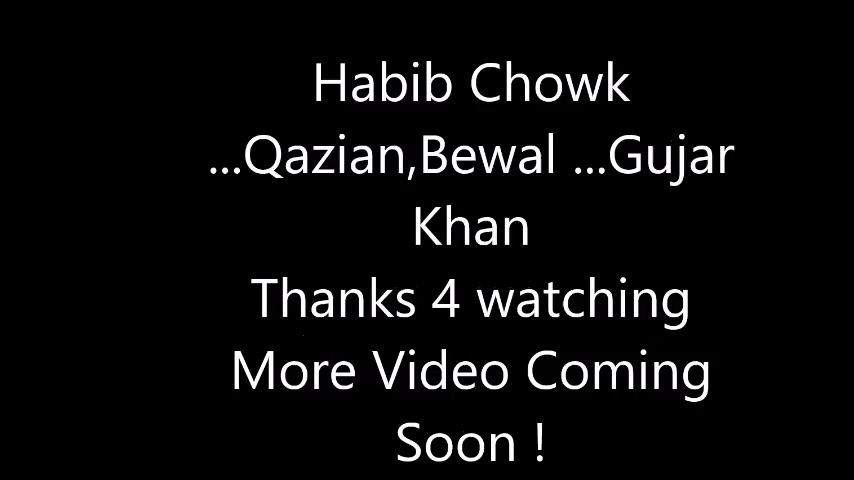 Habib Chowk
...Qazian,Bewal ...Gujar
Khan
Thanks 4 watching
More Video Coming
Soon !